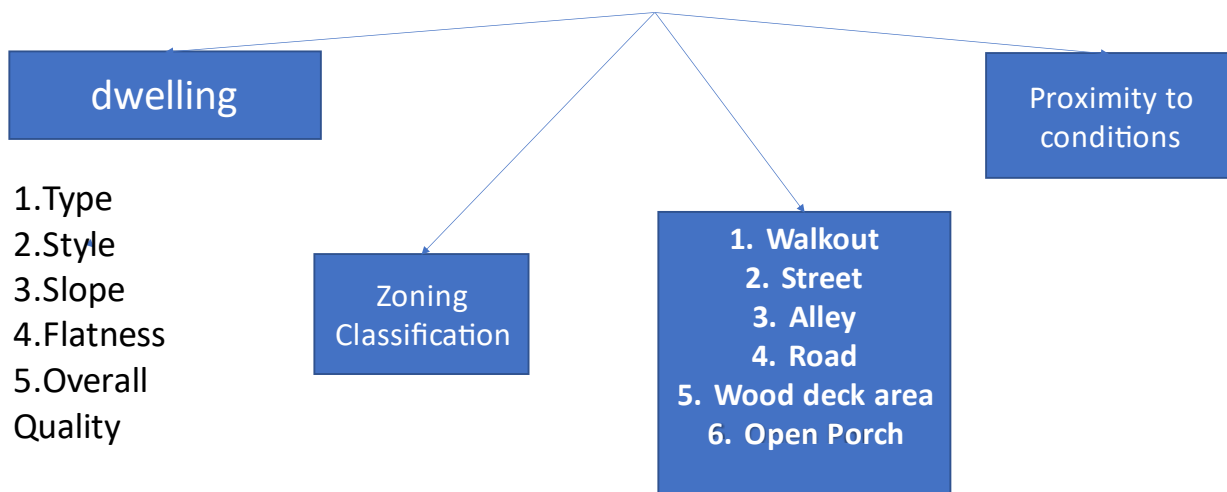 dwelling
1.Type
2.Style
3.Slope
4.Flatness
5.Overall
Quality
Zoning
Classification
1. Walkout
2. Street
3. Alley
4. Road
5. Wood deck area
6. Open Porch
Proximity to
conditions